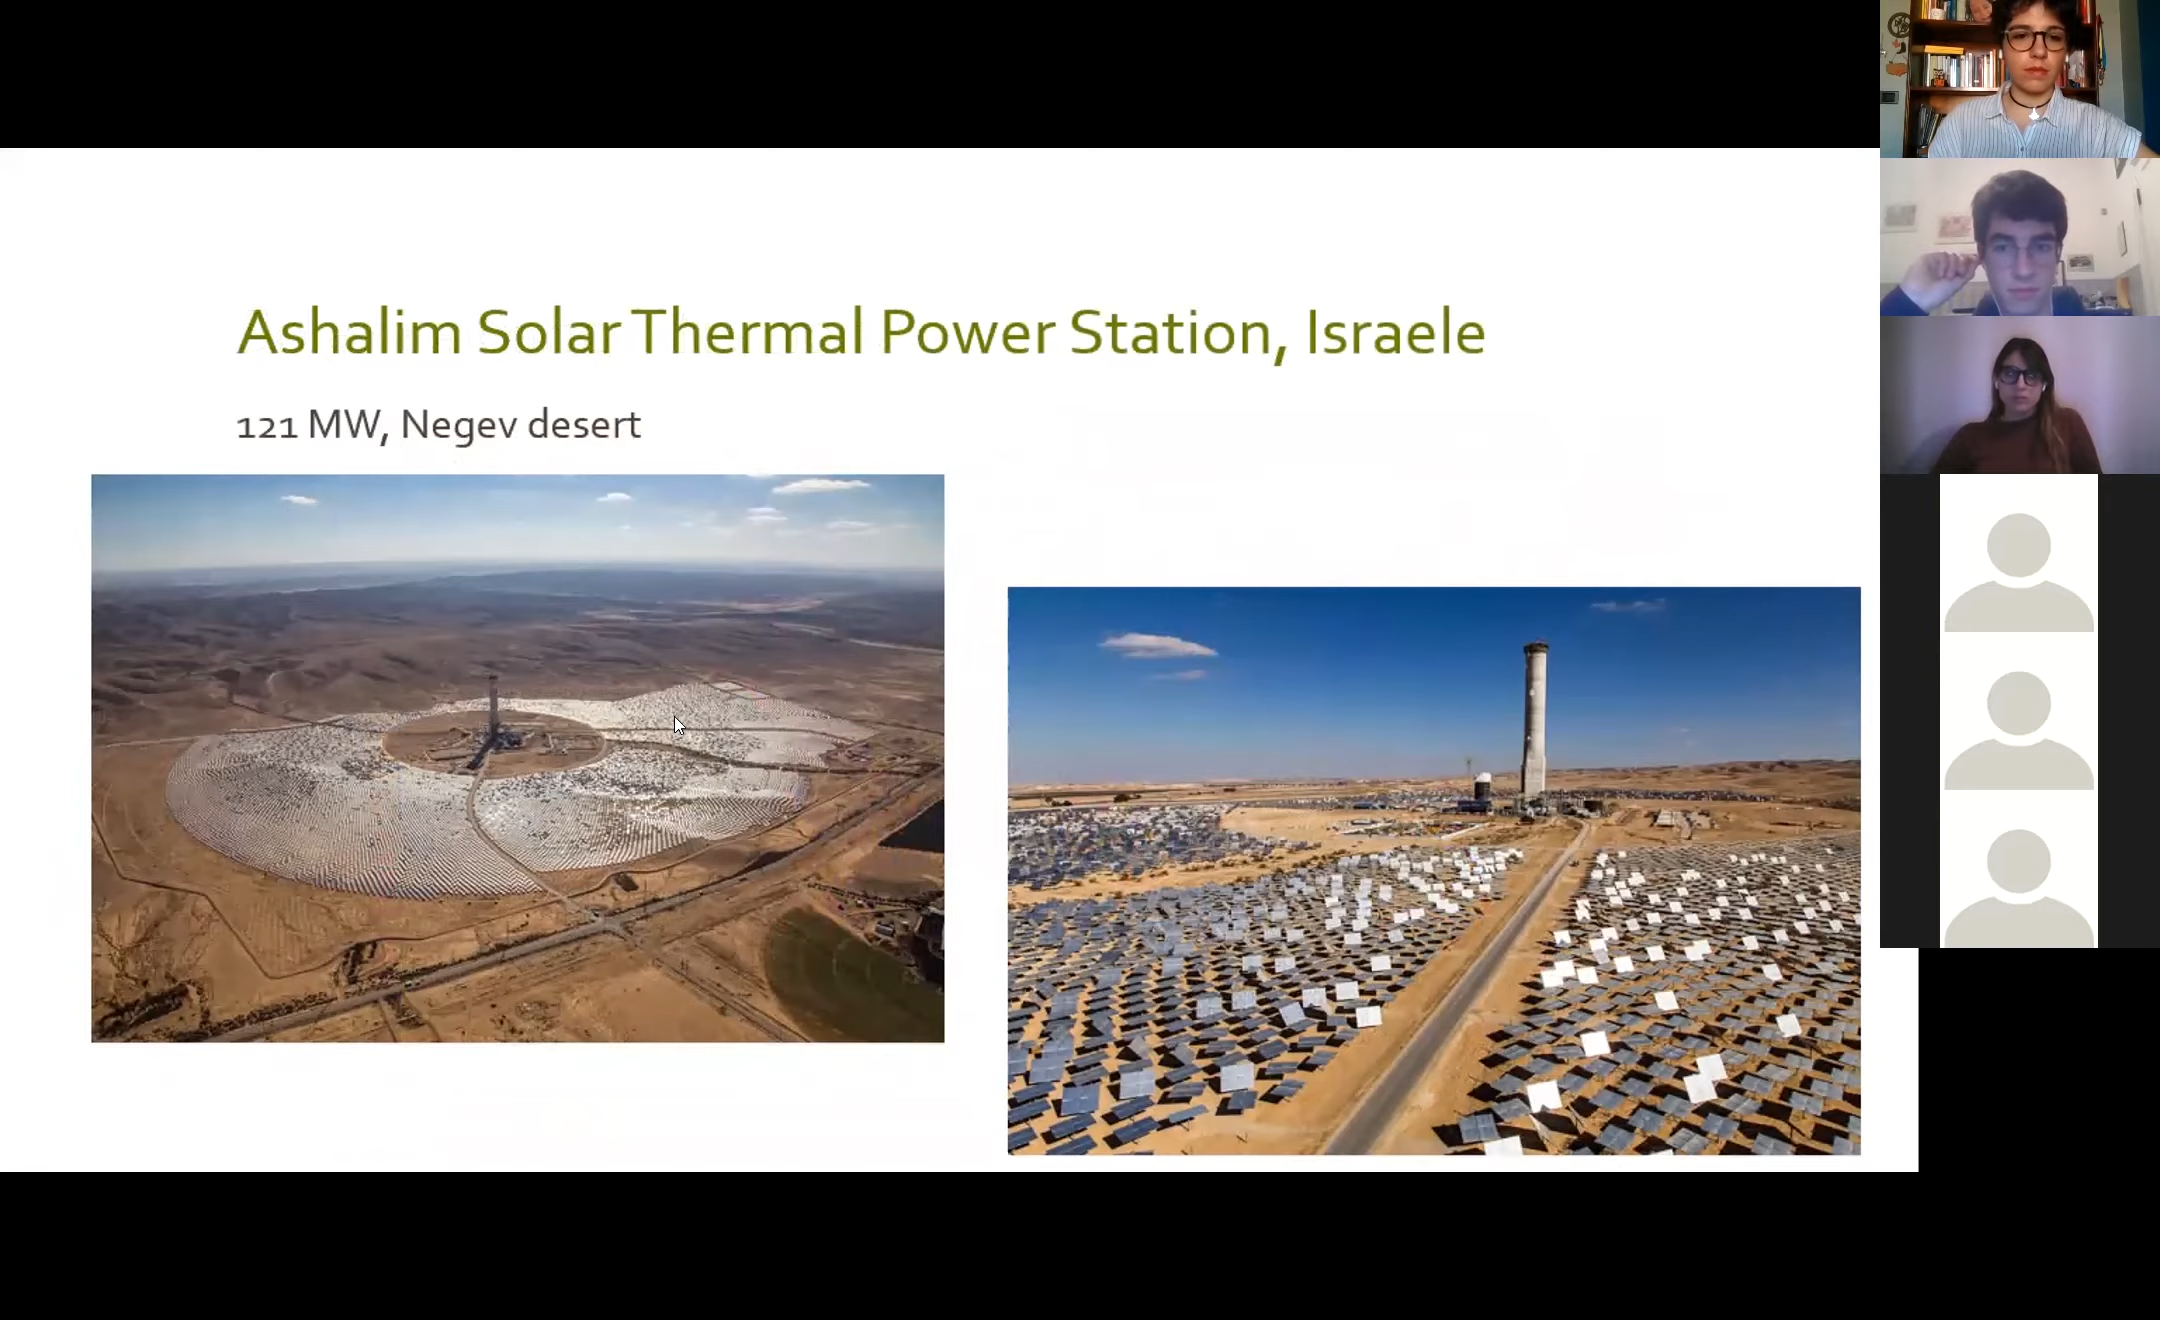 Ashalim Solar Thermal Power Station, Israele
121 MW, Negev desert